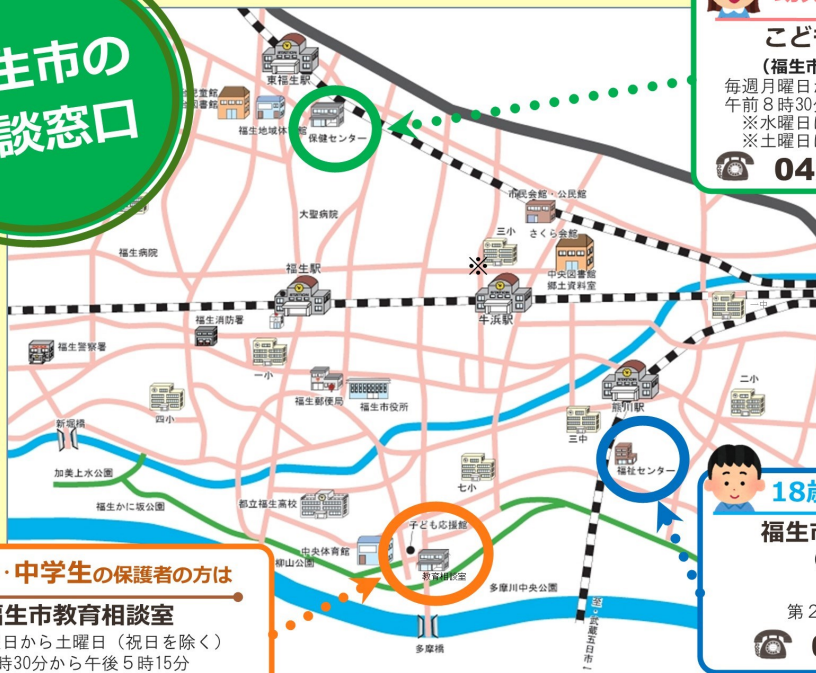 生市の
談窓口
東福生駅
福生地域体
館
保健センター
こど
(福生市
毎週月曜日
午前8時30分
※水曜日は
※土曜日は
04
市民会館・公民館
大聖病院
三小
さくら会館
福生病院
※
中央図書館
郷土資料室
福生駅
牛浜駅
一中
福生消防署
福生警察署
一小
福生郵便局
福生市役所
熊川駅
二小
四小
三中
新堀橋
加美上水公園
七小
福祉センター
福生かに坂公園
都立福生高校
18歳
子ども応援館
福生市
中央体育館
柳山公園
教育相談室
・中学生の保護者の方は
多摩川中央公園
福生市教育相談室
日から土曜日(祝日を除く)
時30分から午後5時15分
第2
多摩橋
至・武蔵五日市